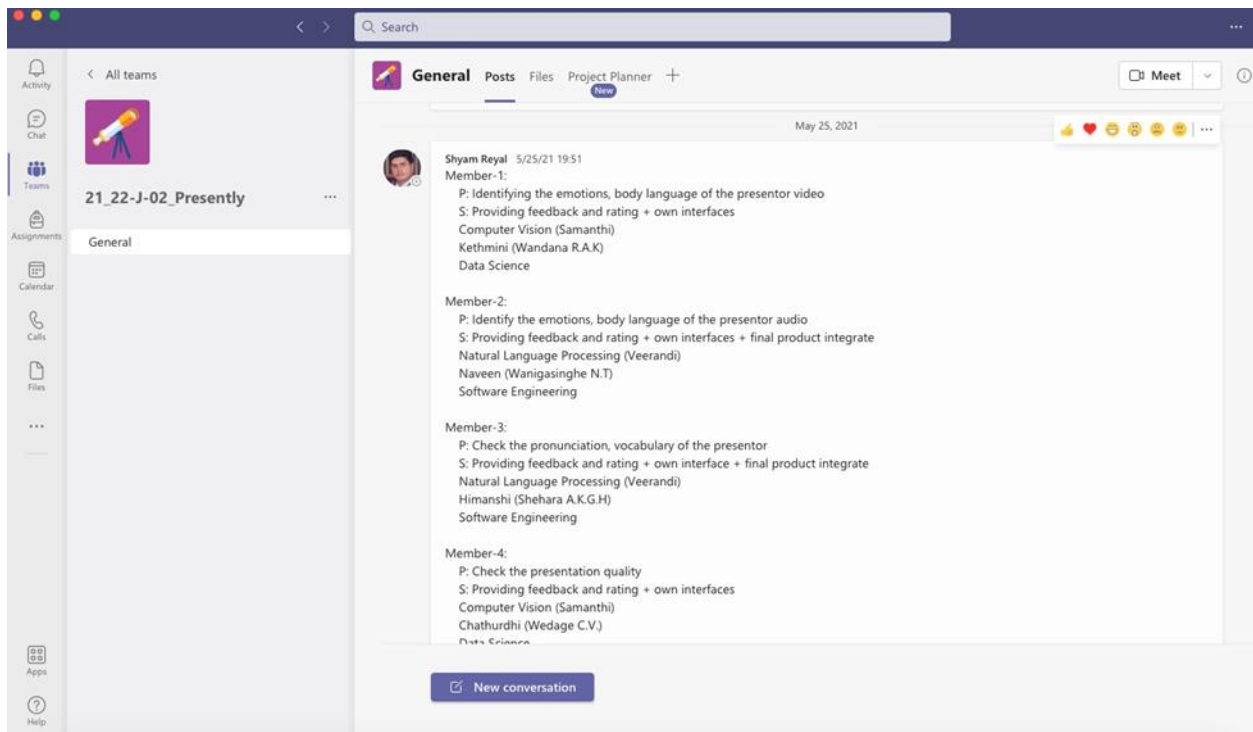 Search
Activity
Chat
Teams
Assignments
Calendar
Calls
Files
Apps
Help
All teams
21_22-J-02_Presently
General
General Posts Files Project Planner
New
Meet
May 25, 2021
Shyam Reyal 5/25/21 19:51
Member-1:
P: Identifying the emotions, body language of the presentor video
S: Providing feedback and rating + own interfaces
Computer Vision (Samanthi)
Kethmini (Wandana R.A.K)
Data Science
Member-2:
P: Identify the emotions, body language of the presentor audio
S: Providing feedback and rating + own interfaces + final product integrate
Natural Language Processing (Veerandi)
Naveen (Wanigasinghe N.T)
Software Engineering
Member-3:
P: Check the pronunciation, vocabulary of the presentor
S: Providing feedback and rating + own interface + final product integrate
Natural Language Processing (Veerandi)
Himanshi (Shehara A.K.G.H)
Software Engineering
Member-4:
P: Check the presentation quality
S: Providing feedback and rating + own interfaces
Computer Vision (Samanthi)
Chathurdhi (Wedage C.V.)
Data Science
New conversation